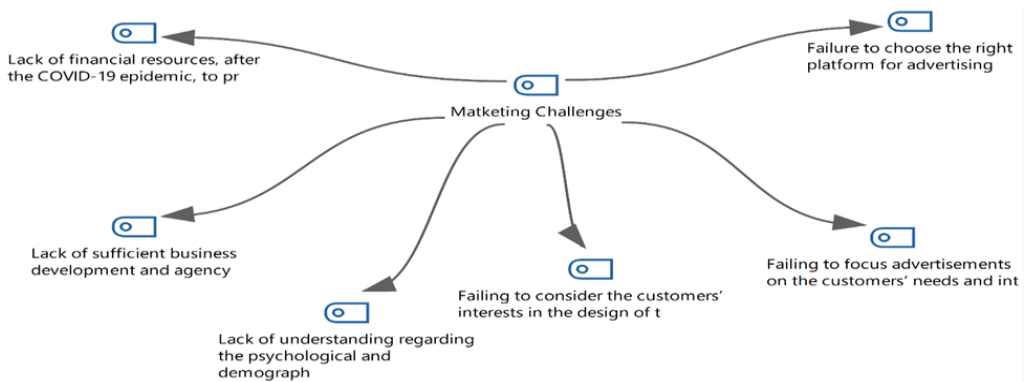 Lack of financial resources, after
the COVID-19 epidemic, to pr
Failure to choose the right
platform for advertising
Matketing Challenges
Lack of sufficient business
development and agency
Failing to focus advertisements
on the customers' needs and int
Failing to consider the customers'
interests in the design of t
Lack of understanding regarding
the psychological and
demograph